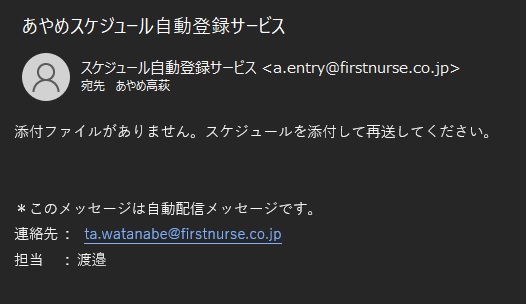 あやめスケジュール自動登録サービス
スケジュール自動登録サービス <a.entry@firstnurse.co.jp>
宛先　あやめ高萩
添付ファイルがありません。スケジュールを添付して再送してください。
＊このメッセージは自動配信メッセージです。
連絡先： ta.watanabe@firstnurse.co.jp
担当　：渡邉